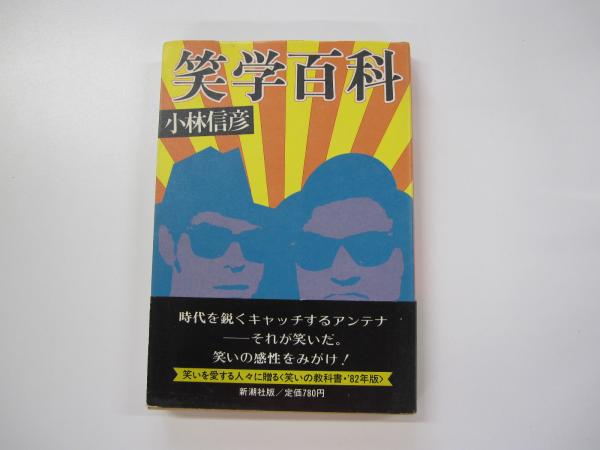 笑学百科
小林信彦
時代を鋭くキャッチするアンテナ
――それが笑いだ。
笑いの感性をみがけ！
笑いを愛する人々に贈る〈笑いの教科書・'82年版〉
新潮社版／定価780円